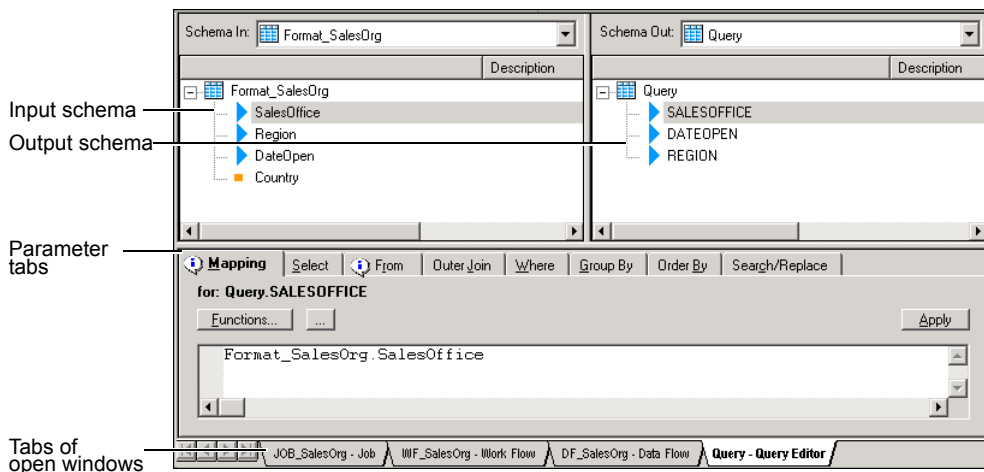 Schema In: Format_SalesOrg
Schema Out: Query
Description
Description
Format_SalesOrg
SalesOffice
Region
DateOpen
Country
Query
SALESOFFICE
DATEOPEN
REGION
Input schema
Output schema
Parameter
tabs
Mapping Select From Outer Join Where Group By Order By Search/Replace
for: Query.SALESOFFICE
Functions... ... Apply
Format_SalesOrg.SalesOffice
Tabs of
open windows
JOB_SalesOrg - Job WF_SalesOrg - Work Flow DF_SalesOrg - Data Flow Query - Query Editor